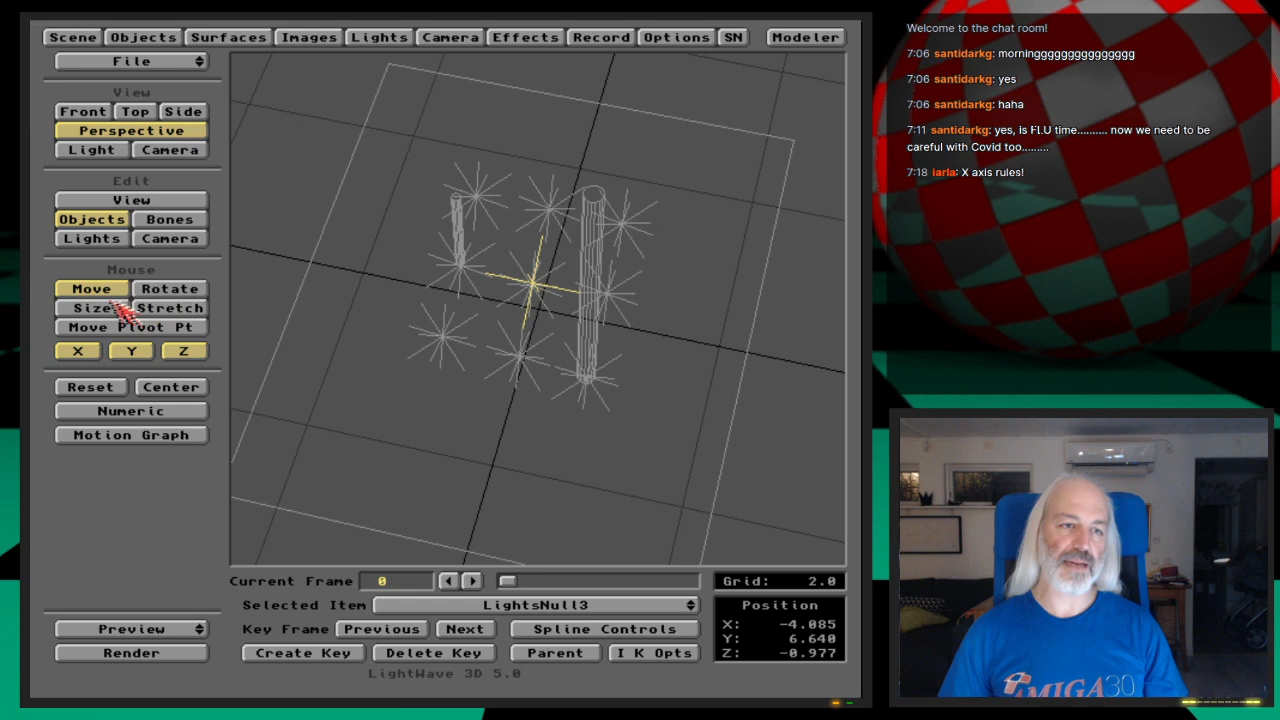 Scene Objects Surfaces Images Lights Camera Effects Record Options SN Modeler
File
View
Front Top Side
Perspective
Light Camera
Edit
View
Objects Bones
Lights Camera
Mouse
Move Rotate
Size Stretch
Move Pivot Pt
X Y Z
Reset Center
Numeric
Motion Graph
Preview
Render
Current Frame 0
Selected Item LightsNull3
Key Frame Previous Next Spline Controls
Create Key Delete Key Parent I K Opts
LightWave 3D 5.0
Grid: 2.0
Position
X: -4.085
Y: 6.640
Z: -0.977
Welcome to the chat room!
7:06 santidarkg: morninggggggggggggggg
7:06 santidarkg: yes
7:06 santidarkg: haha
7:11 santidarkg: yes, is FLU time.......... now we need to be
careful with Covid too.........
7:18 iarla: X axis rules!
AMIGA30